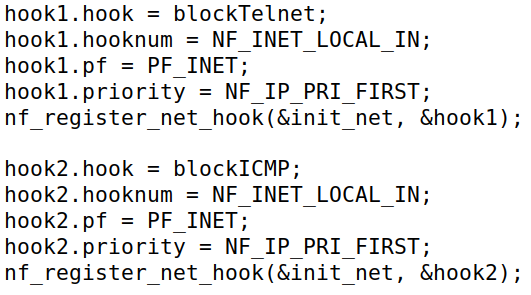 hook1.hook = blockTelnet;
hook1.hooknum = NF_INET_LOCAL_IN;
hook1.pf = PF_INET;
hook1.priority = NF_IP_PRI_FIRST;
nf_register_net_hook(&init_net, &hook1);

hook2.hook = blockICMP;
hook2.hooknum = NF_INET_LOCAL_IN;
hook2.pf = PF_INET;
hook2.priority = NF_IP_PRI_FIRST;
nf_register_net_hook(&init_net, &hook2);